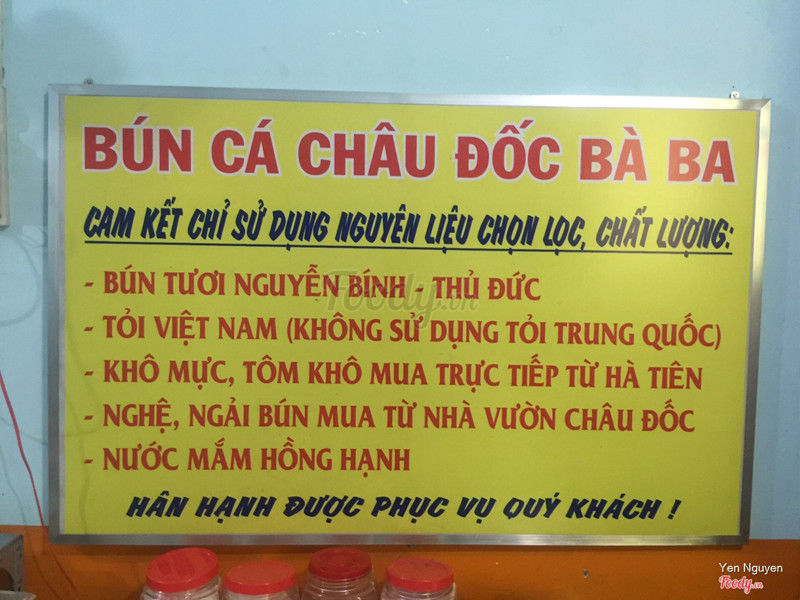 BÚN CÁ CHÂU ĐỐC BÀ BA
CAM KẾT CHỈ SỬ DỤNG NGUYÊN LIỆU CHỌN LỌC, CHẤT LƯỢNG:
- BÚN TƯƠI NGUYỄN BÍNH - THỦ ĐỨC
- TỎI VIỆT NAM (KHÔNG SỬ DỤNG TỎI TRUNG QUỐC)
- KHÔ MỰC, TÔM KHÔ MUA TRỰC TIẾP TỪ HÀ TIÊN
- NGHỆ, NGẢI BÚN MUA TỪ NHÀ VƯỜN CHÂU ĐỐC
- NƯỚC MẮM HỒNG HẠNH
HÂN HẠNH ĐƯỢC PHỤC VỤ QUÝ KHÁCH !
Foody.vn
Yen Nguyen
Foody.vn